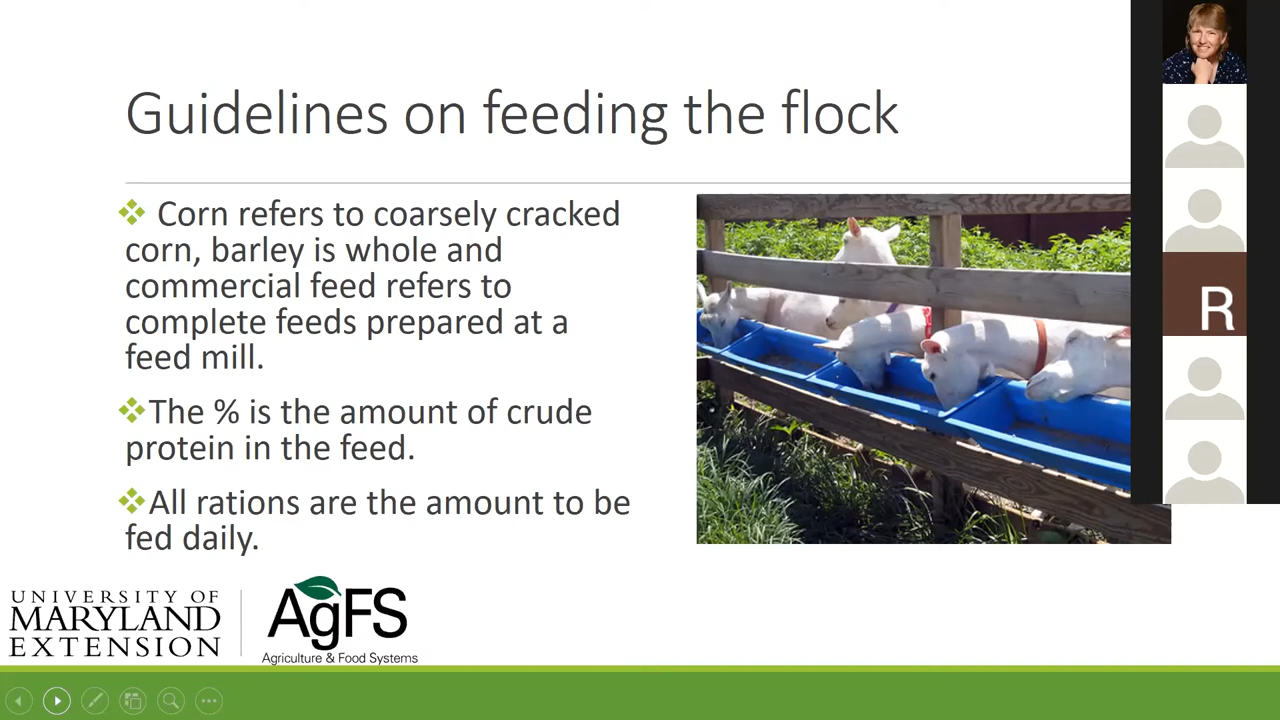 Guidelines on feeding the flock
Corn refers to coarsely cracked
corn, barley is whole and
commercial feed refers to
complete feeds prepared at a
feed mill.
The % is the amount of crude
protein in the feed.
All rations are the amount to be
fed daily.
R
UNIVERSITY OF
MARYLAND
EXTENSION
AgFS
Agriculture & Food Systems